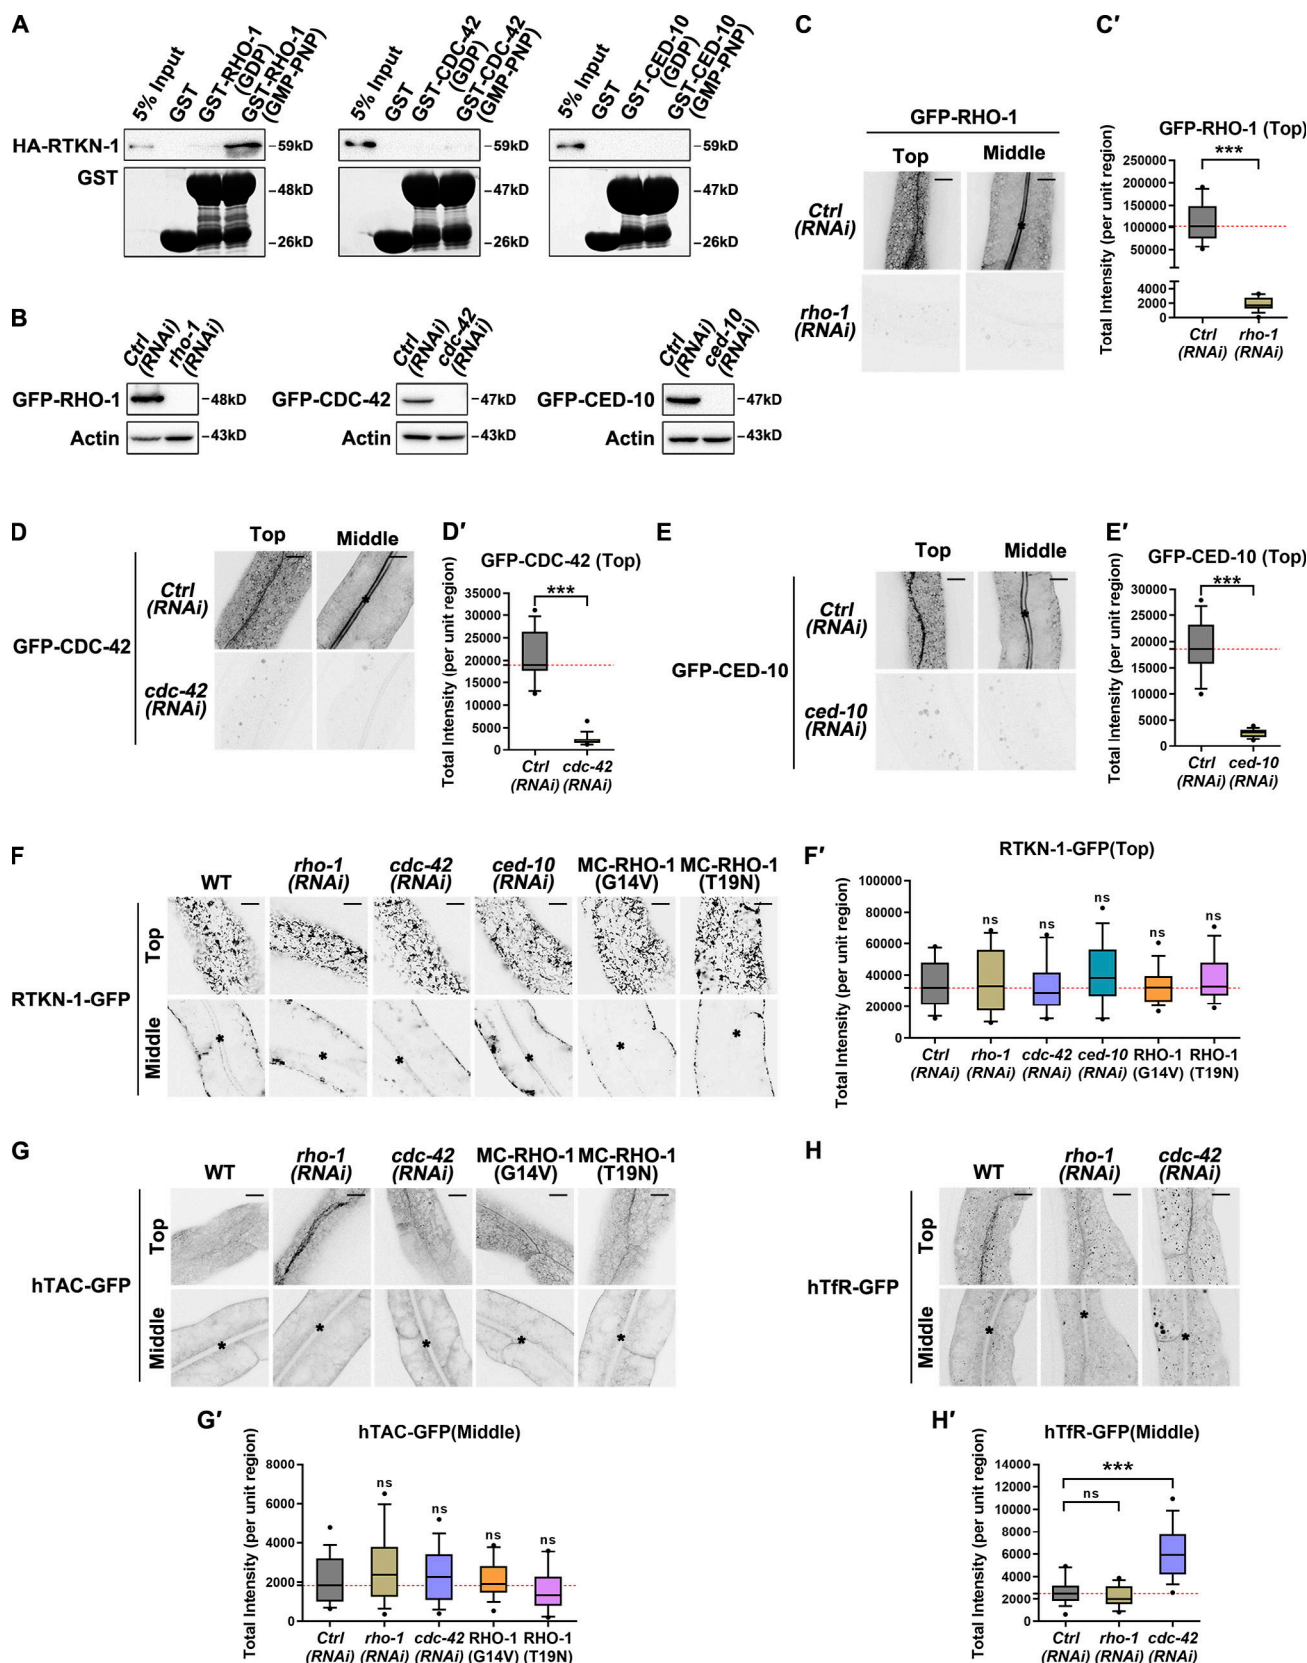 A
5% Input
GST
GST-RHO-1
(GDP)
GST-RHO-1
(GMP-PNP)
5% Input
GST
GST-CDC-42
(GDP)
GST-CDC-42
(GMP-PNP)
5% Input
GST
GST-CED-10
(GDP)
GST-CED-10
(GMP-PNP)
HA-RTKN-1
-59kD
-59kD
-59kD
GST
-48kD
-47kD
-47kD
-26kD
-26kD
-26kD
B
Ctrl
(RNAi)
rho-1
(RNAi)
Ctrl
(RNAi)
cdc-42
(RNAi)
Ctrl
(RNAi)
ced-10
(RNAi)
GFP-RHO-1
-48kD
GFP-CDC-42
-47kD
GFP-CED-10
-47kD
Actin
-43kD
Actin
-43kD
Actin
-43kD
C
GFP-RHO-1
Top
Middle
Ctrl
(RNAi)
*
rho-1
(RNAi)
C′
GFP-RHO-1 (Top)
Total Intensity (per unit region)
250000
200000
150000
100000
50000
4000
2000
0
***
Ctrl
(RNAi)
rho-1
(RNAi)
D
Top
Middle
GFP-CDC-42
Ctrl
(RNAi)
*
cdc-42
(RNAi)
D′
GFP-CDC-42 (Top)
Total Intensity (per unit region)
35000
30000
25000
20000
15000
10000
5000
0
***
Ctrl
(RNAi)
cdc-42
(RNAi)
E
Top
Middle
GFP-CED-10
Ctrl
(RNAi)
*
ced-10
(RNAi)
E′
GFP-CED-10 (Top)
Total Intensity (per unit region)
30000
25000
20000
15000
10000
5000
0
***
Ctrl
(RNAi)
ced-10
(RNAi)
F
WT
rho-1
(RNAi)
cdc-42
(RNAi)
ced-10
(RNAi)
MC-RHO-1
(G14V)
MC-RHO-1
(T19N)
RTKN-1-GFP
Top
Middle
* * * * * *
F′
RTKN-1-GFP(Top)
Total Intensity (per unit region)
100000
80000
60000
40000
20000
0
ns ns ns ns ns
Ctrl
(RNAi)
rho-1
(RNAi)
cdc-42
(RNAi)
ced-10
(RNAi)
RHO-1
(G14V)
RHO-1
(T19N)
G
WT
rho-1
(RNAi)
cdc-42
(RNAi)
MC-RHO-1
(G14V)
MC-RHO-1
(T19N)
hTAC-GFP
Top
Middle
* * * * *
H
WT
rho-1
(RNAi)
cdc-42
(RNAi)
hTfR-GFP
Top
Middle
* * *
G′
hTAC-GFP(Middle)
Total Intensity (per unit region)
8000
6000
4000
2000
0
ns ns ns ns
Ctrl
(RNAi)
rho-1
(RNAi)
cdc-42
(RNAi)
RHO-1
(G14V)
RHO-1
(T19N)
H′
hTfR-GFP(Middle)
Total Intensity (per unit region)
14000
12000
10000
8000
6000
4000
2000
0
***
ns
Ctrl
(RNAi)
rho-1
(RNAi)
cdc-42
(RNAi)